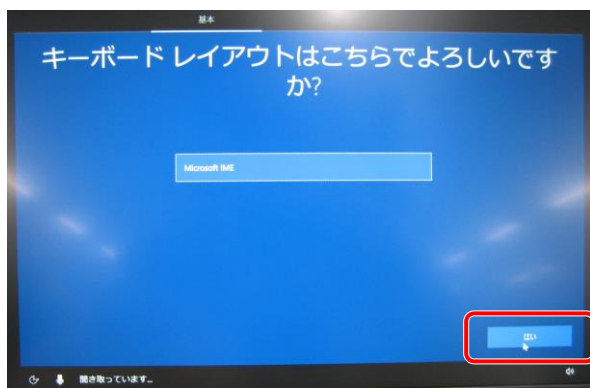 基本
キーボード レイアウトはこちらでよろしいです
か?
Microsoft IME
はい
聞き取っています...